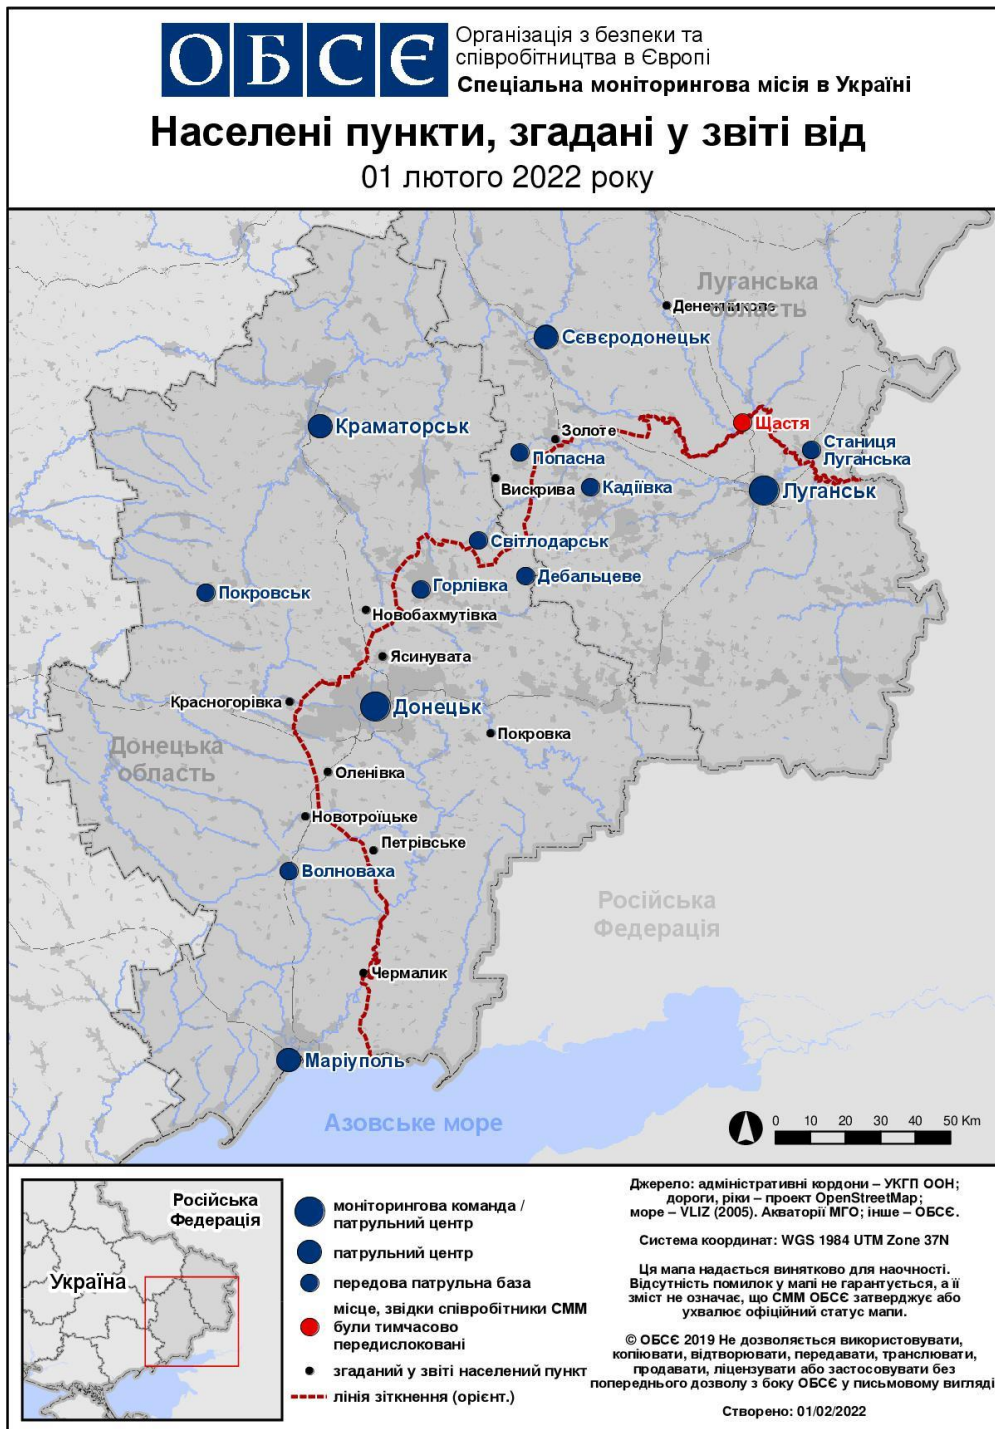 ОБСЄ
Організація з безпеки та
співробітництва в Європі
Спеціальна моніторингова місія в Україні
Населені пункти, згадані у звіті від
01 лютого 2022 року
Луганська
область
Денежникове
Сєвєродонецьк
Краматорськ
Золоте
Щастя
Попасна
Станиця
Луганська
Вискрива
Кадіївка
Луганськ
Світлодарськ
Дебальцеве
Горлівка
Покровськ
Новобахмутівка
Ясинувата
Красногорівка
Донецьк
Покровка
Донецька
область
Оленівка
Новотроїцьке
Петрівське
Волноваха
Російська
Федерація
Чермалик
Маріуполь
Азовське море
0 10 20 30 40 50 Km
Російська
Федерація
Україна
моніторингова команда /
патрульний центр
патрульний центр
передова патрульна база
місце, звідки співробітники СММ
були тимчасово
передислоковані
згаданий у звіті населений пункт
лінія зіткнення (орієнт.)
Джерело: адміністративні кордони – УКГП ООН;
дороги, ріки – проект OpenStreetMap;
море – VLIZ (2005). Акваторії МГО; інше – ОБСЄ.
Система координат: WGS 1984 UTM Zone 37N
Ця мапа надається винятково для наочності.
Відсутність помилок у мапі не гарантується, а її
зміст не означає, що СММ ОБСЄ затверджує або
ухвалює офіційний статус мапи.
© ОБСЄ 2019 Не дозволяється використовувати,
копіювати, відтворювати, передавати, транслювати,
продавати, ліцензувати або застосовувати без
попереднього дозволу з боку ОБСЄ у письмовому вигляді
Створено: 01/02/2022